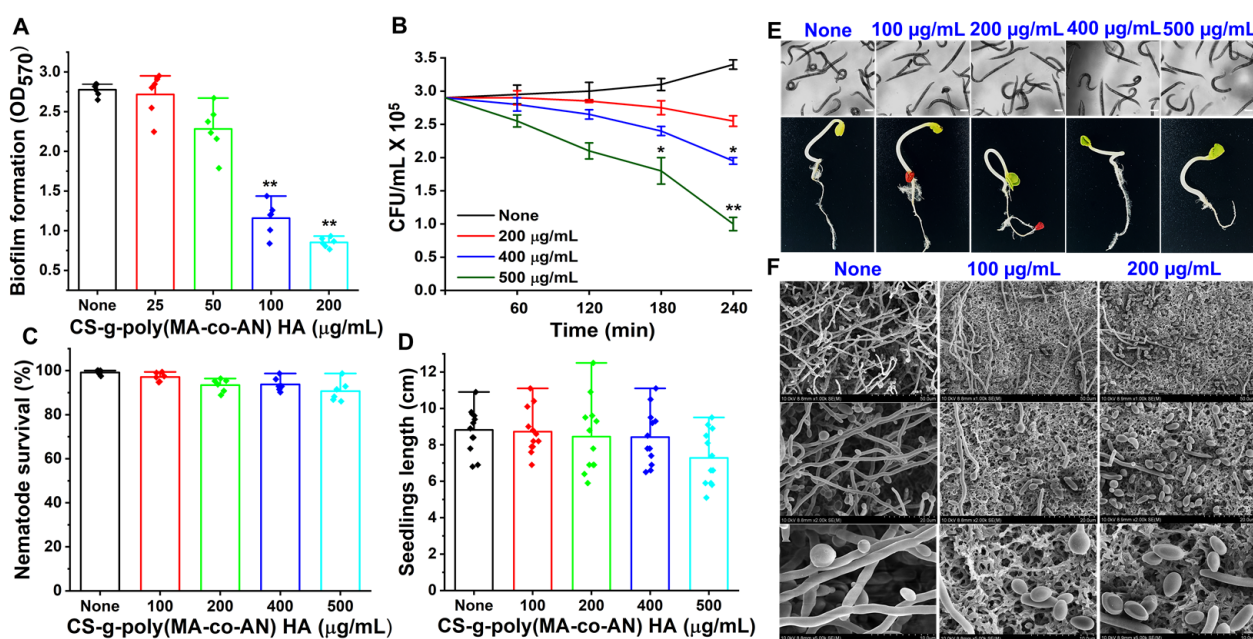 A
Biofilm formation (OD570)
3.0
2.5
2.0
1.5
1.0
0.5
**
**
None
25
50
100
200
CS-g-poly(MA-co-AN) HA (μg/mL)
B
CFU/mL X 10⁵
3.5
3.0
2.5
2.0
1.5
1.0
0.5
0.0
None
200 μg/mL
400 μg/mL
500 μg/mL
*
*
**
60
120
180
240
Time (min)
C
Nematode survival (%)
100
80
60
40
20
0
None
100
200
400
500
CS-g-poly(MA-co-AN) HA (μg/mL)
D
Seedlings length (cm)
12
10
8
6
4
2
0
None
100
200
400
500
CS-g-poly(MA-co-AN) HA (μg/mL)
E
None
100 μg/mL
200 μg/mL
400 μg/mL
500 μg/mL
F
None
100 μg/mL
200 μg/mL